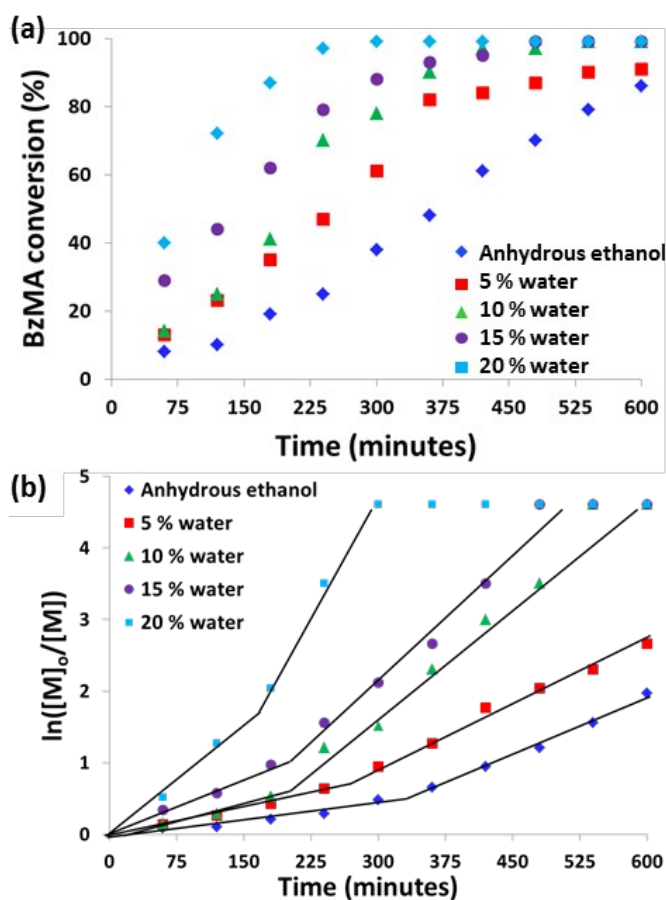 (a)
BzMA conversion (%)
100
80
60
40
20
0
Anhydrous ethanol
5 % water
10 % water
15 % water
20 % water
0 75 150 225 300 375 450 525 600
Time (minutes)
(b)
ln([M]o/[M])
5
4
3
2
1
0
Anhydrous ethanol
5 % water
10 % water
15 % water
20 % water
0 75 150 225 300 375 450 525 600
Time (minutes)